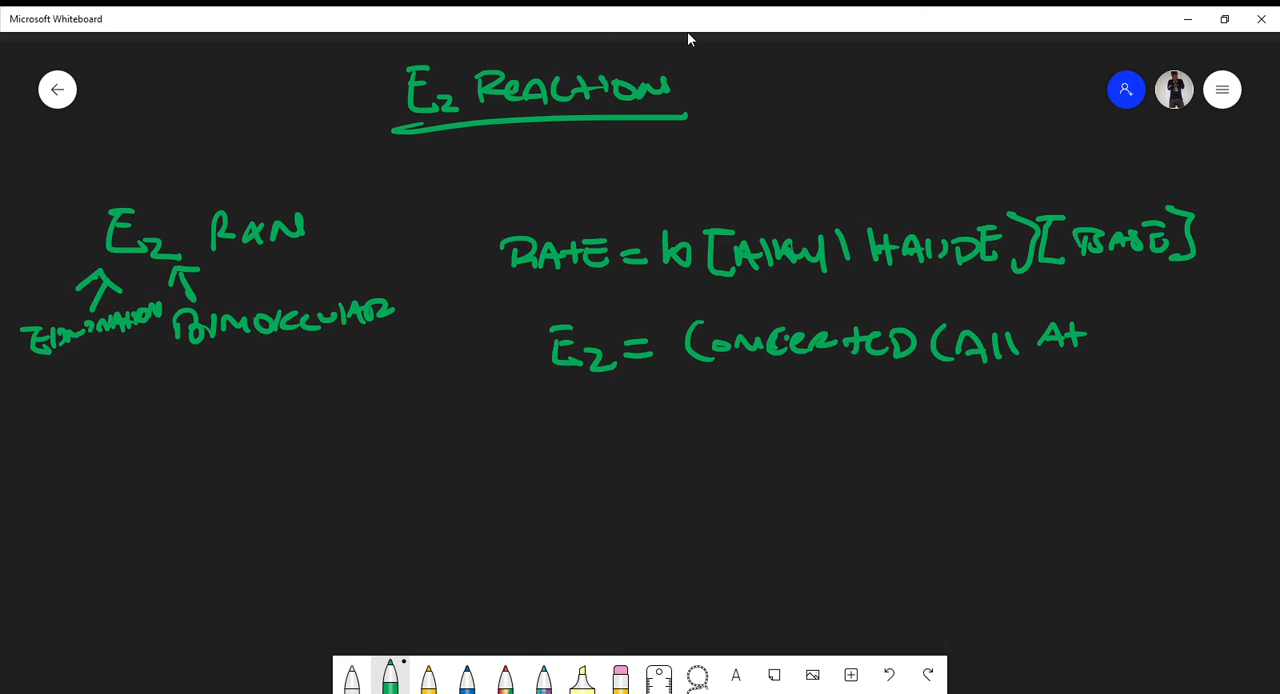 Microsoft Whiteboard
E2 REACTION
E2 RXN
RATE = k [Alkyl HALIDE][BASE]
ELIMINATION BIMOLECULAR
E2 = CONCERTED (All At
A